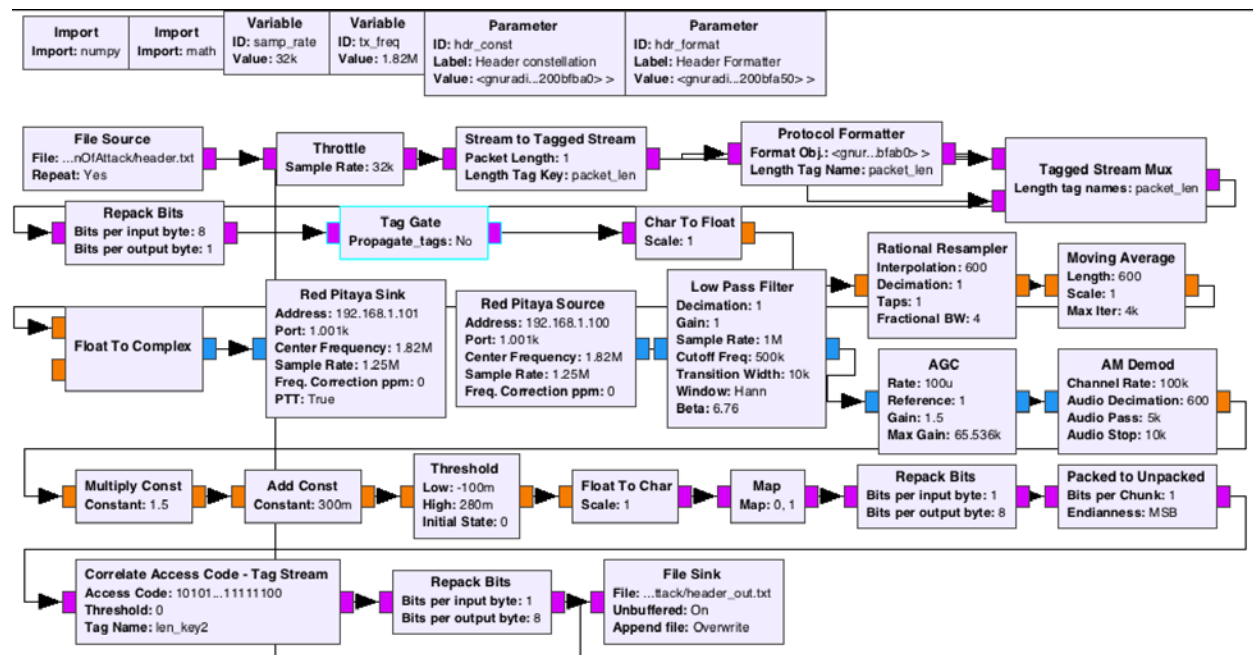 Import
Import: numpy
Import
Import: math
Variable
ID: samp_rate
Value: 32k
Variable
ID: tx_freq
Value: 1.82M
Parameter
ID: hdr_const
Label: Header constellation
Value: <gnuradi...200bfba0> >
Parameter
ID: hdr_format
Label: Header Formatter
Value: <gnuradi...200bfa50> >
File Source
File: ...nOfAttack/header.txt
Repeat: Yes
Throttle
Sample Rate: 32k
Stream to Tagged Stream
Packet Length: 1
Length Tag Key: packet_len
Protocol Formatter
Format Obj.: <gnur...bfab0> >
Length Tag Name: packet_len
Tagged Stream Mux
Length tag names: packet_len
Repack Bits
Bits per input byte: 8
Bits per output byte: 1
Tag Gate
Propagate_tags: No
Char To Float
Scale: 1
Rational Resampler
Interpolation: 600
Decimation: 1
Taps: 1
Fractional BW: 4
Moving Average
Length: 600
Scale: 1
Max Iter: 4k
Float To Complex
Red Pitaya Sink
Address: 192.168.1.101
Port: 1.001k
Center Frequency: 1.82M
Sample Rate: 1.25M
Freq. Correction ppm: 0
PTT: True
Red Pitaya Source
Address: 192.168.1.100
Port: 1.001k
Center Frequency: 1.82M
Sample Rate: 1.25M
Freq. Correction ppm: 0
Low Pass Filter
Decimation: 1
Gain: 1
Sample Rate: 1M
Cutoff Freq: 500k
Transition Width: 10k
Window: Hann
Beta: 6.76
AGC
Rate: 100u
Reference: 1
Gain: 1.5
Max Gain: 65.536k
AM Demod
Channel Rate: 100k
Audio Decimation: 600
Audio Pass: 5k
Audio Stop: 10k
Multiply Const
Constant: 1.5
Add Const
Constant: 300m
Threshold
Low: -100m
High: 280m
Initial State: 0
Float To Char
Scale: 1
Map
Map: 0, 1
Repack Bits
Bits per input byte: 1
Bits per output byte: 8
Packed to Unpacked
Bits per Chunk: 1
Endianness: MSB
Correlate Access Code - Tag Stream
Access Code: 10101...11111100
Threshold: 0
Tag Name: len_key2
Repack Bits
Bits per input byte: 1
Bits per output byte: 8
File Sink
File: ...ttack/header_out.txt
Unbuffered: On
Append file: Overwrite